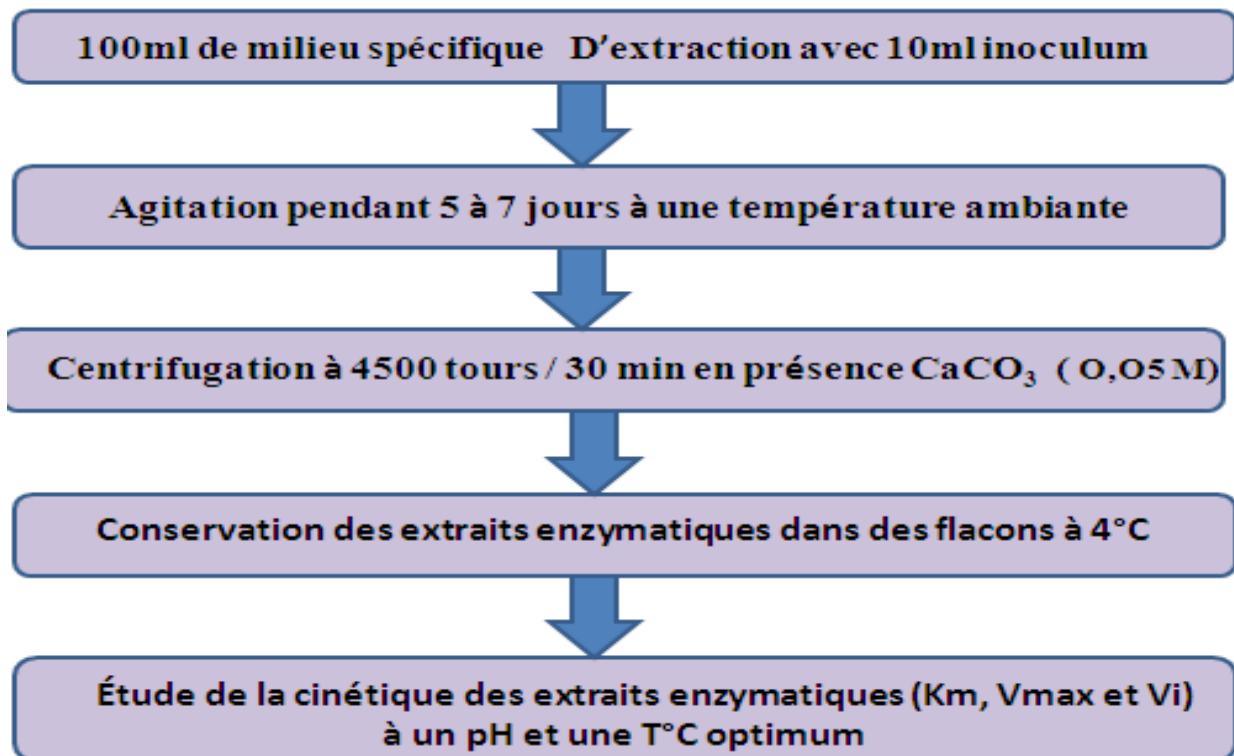 100ml de milieu spécifique D'extraction avec 10ml inoculum
Agitation pendant 5 à 7 jours à une température ambiante
Centrifugation à 4500 tours / 30 min en présence CaCO₃ ( O,O5 M)
Conservation des extraits enzymatiques dans des flacons à 4°C
Étude de la cinétique des extraits enzymatiques (Km, Vmax et Vi)
à un pH et une T°C optimum